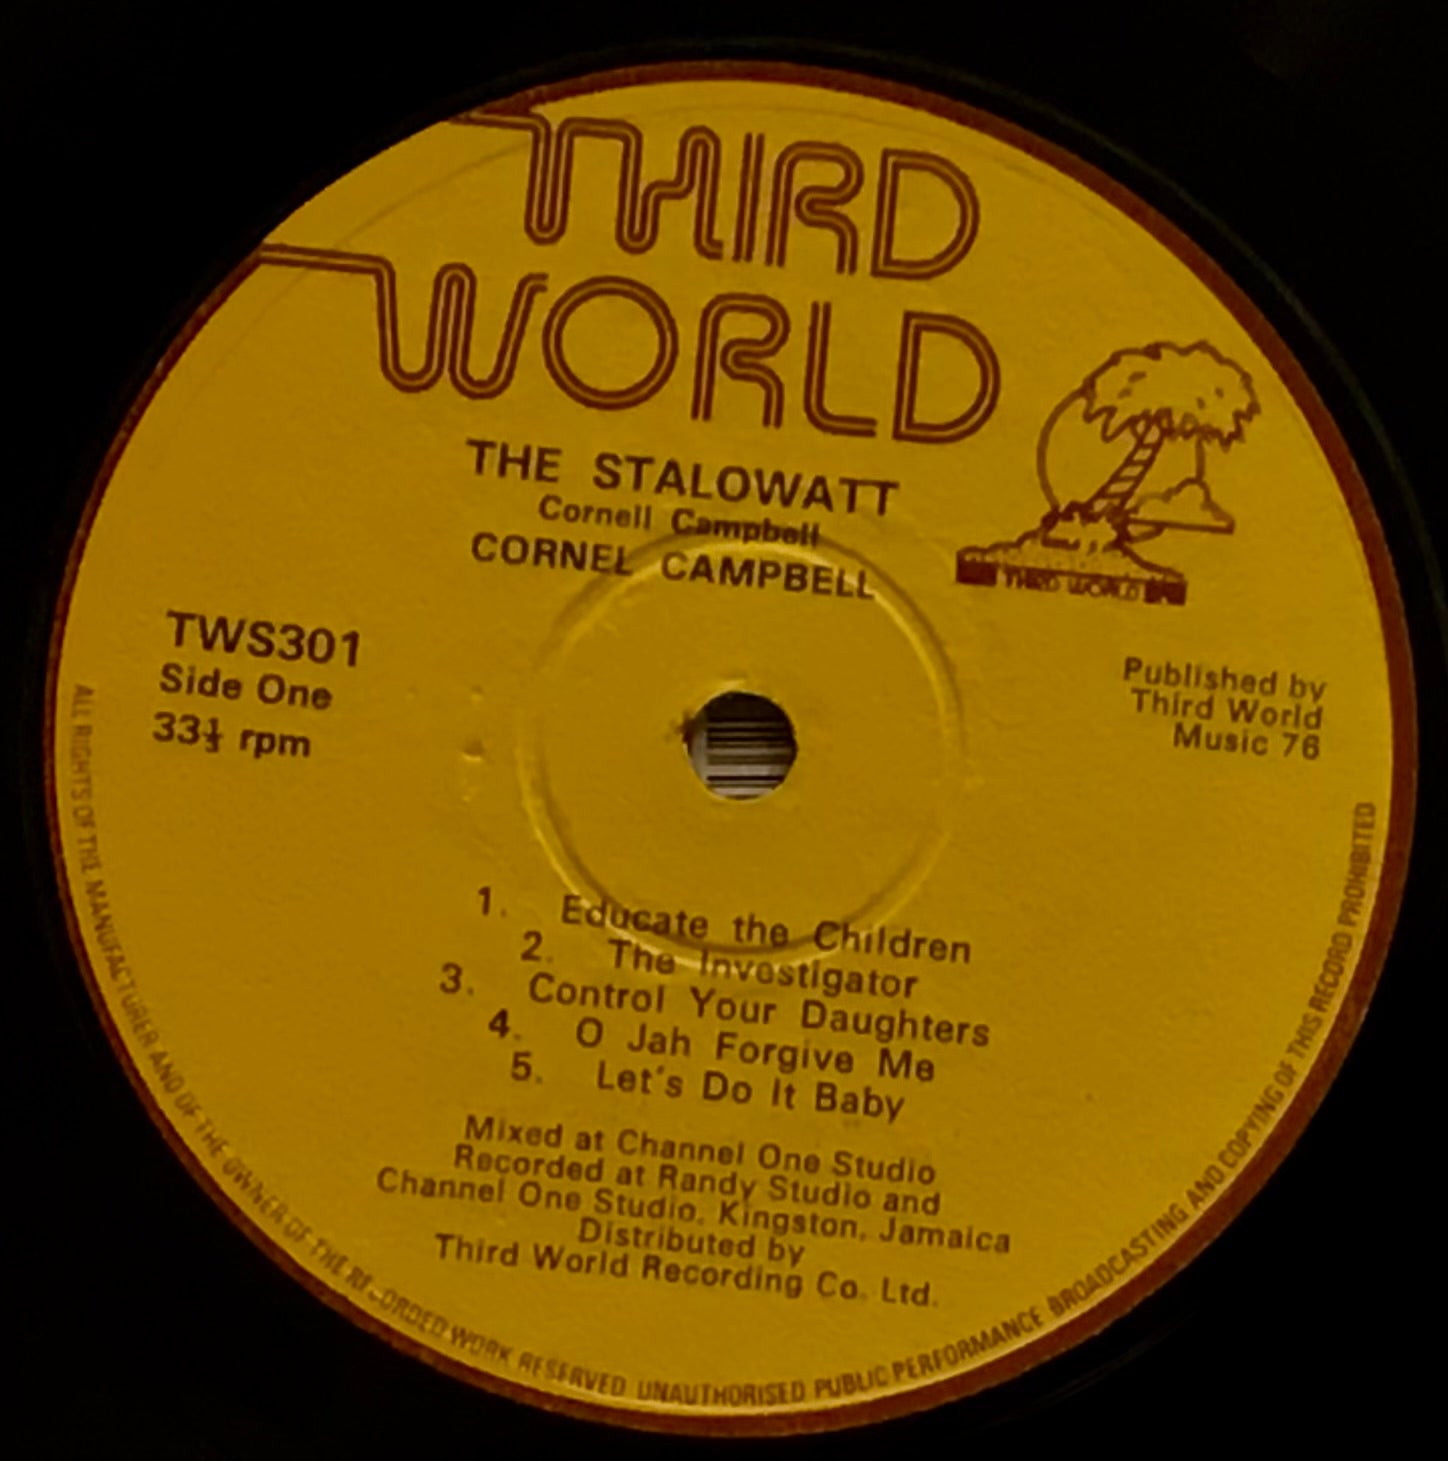 THIRD
WORLD
THE STALOWATT
Cornell Campbell
CORNEL CAMPBELL
THIRD WORLD
TWS301
Side One
33⅓ rpm
Published by
Third World
Music 76
1. Educate the Children
2. The Investigator
3. Control Your Daughters
4. O Jah Forgive Me
5. Let's Do It Baby
Mixed at Channel One Studio
Recorded at Randy Studio and
Channel One Studio, Kingston, Jamaica
Distributed by
Third World Recording Co. Ltd.
ALL RIGHTS OF THE MANUFACTURER AND OF THE OWNER OF THE RECORDED WORK RESERVED UNAUTHORISED PUBLIC PERFORMANCE BROADCASTING AND COPYING OF THIS RECORD PROHIBITED